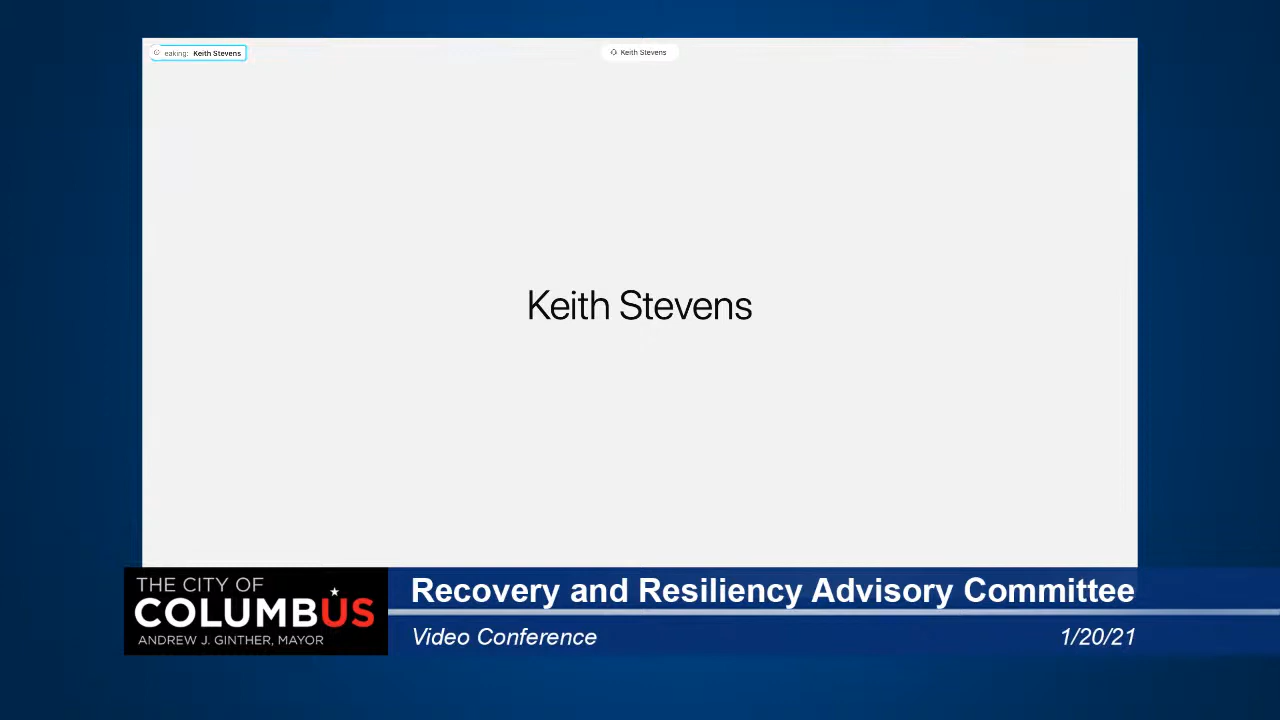 eaking: Keith Stevens
Keith Stevens
Keith Stevens
THE CITY OF
COLUMBUS
ANDREW J. GINTHER, MAYOR
Recovery and Resiliency Advisory Committee
Video Conference
1/20/21